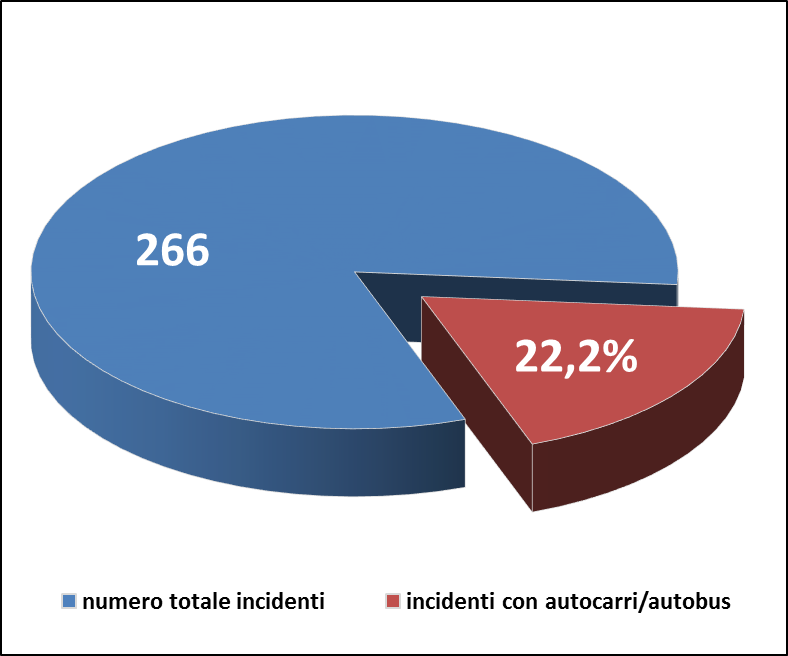 266
22,2%
numero totale incidenti
incidenti con autocarri/autobus